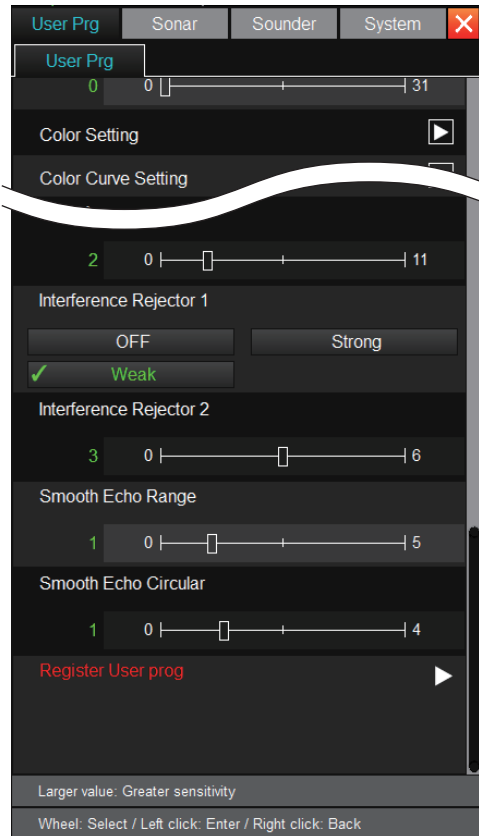 User Prg Sonar Sounder System
User Prg
0 0 31
Color Setting
Color Curve Setting
2 0 11
Interference Rejector 1
OFF Strong
✓ Weak
Interference Rejector 2
3 0 6
Smooth Echo Range
1 0 5
Smooth Echo Circular
1 0 4
Register User prog
Larger value: Greater sensitivity
Wheel: Select / Left click: Enter / Right click: Back